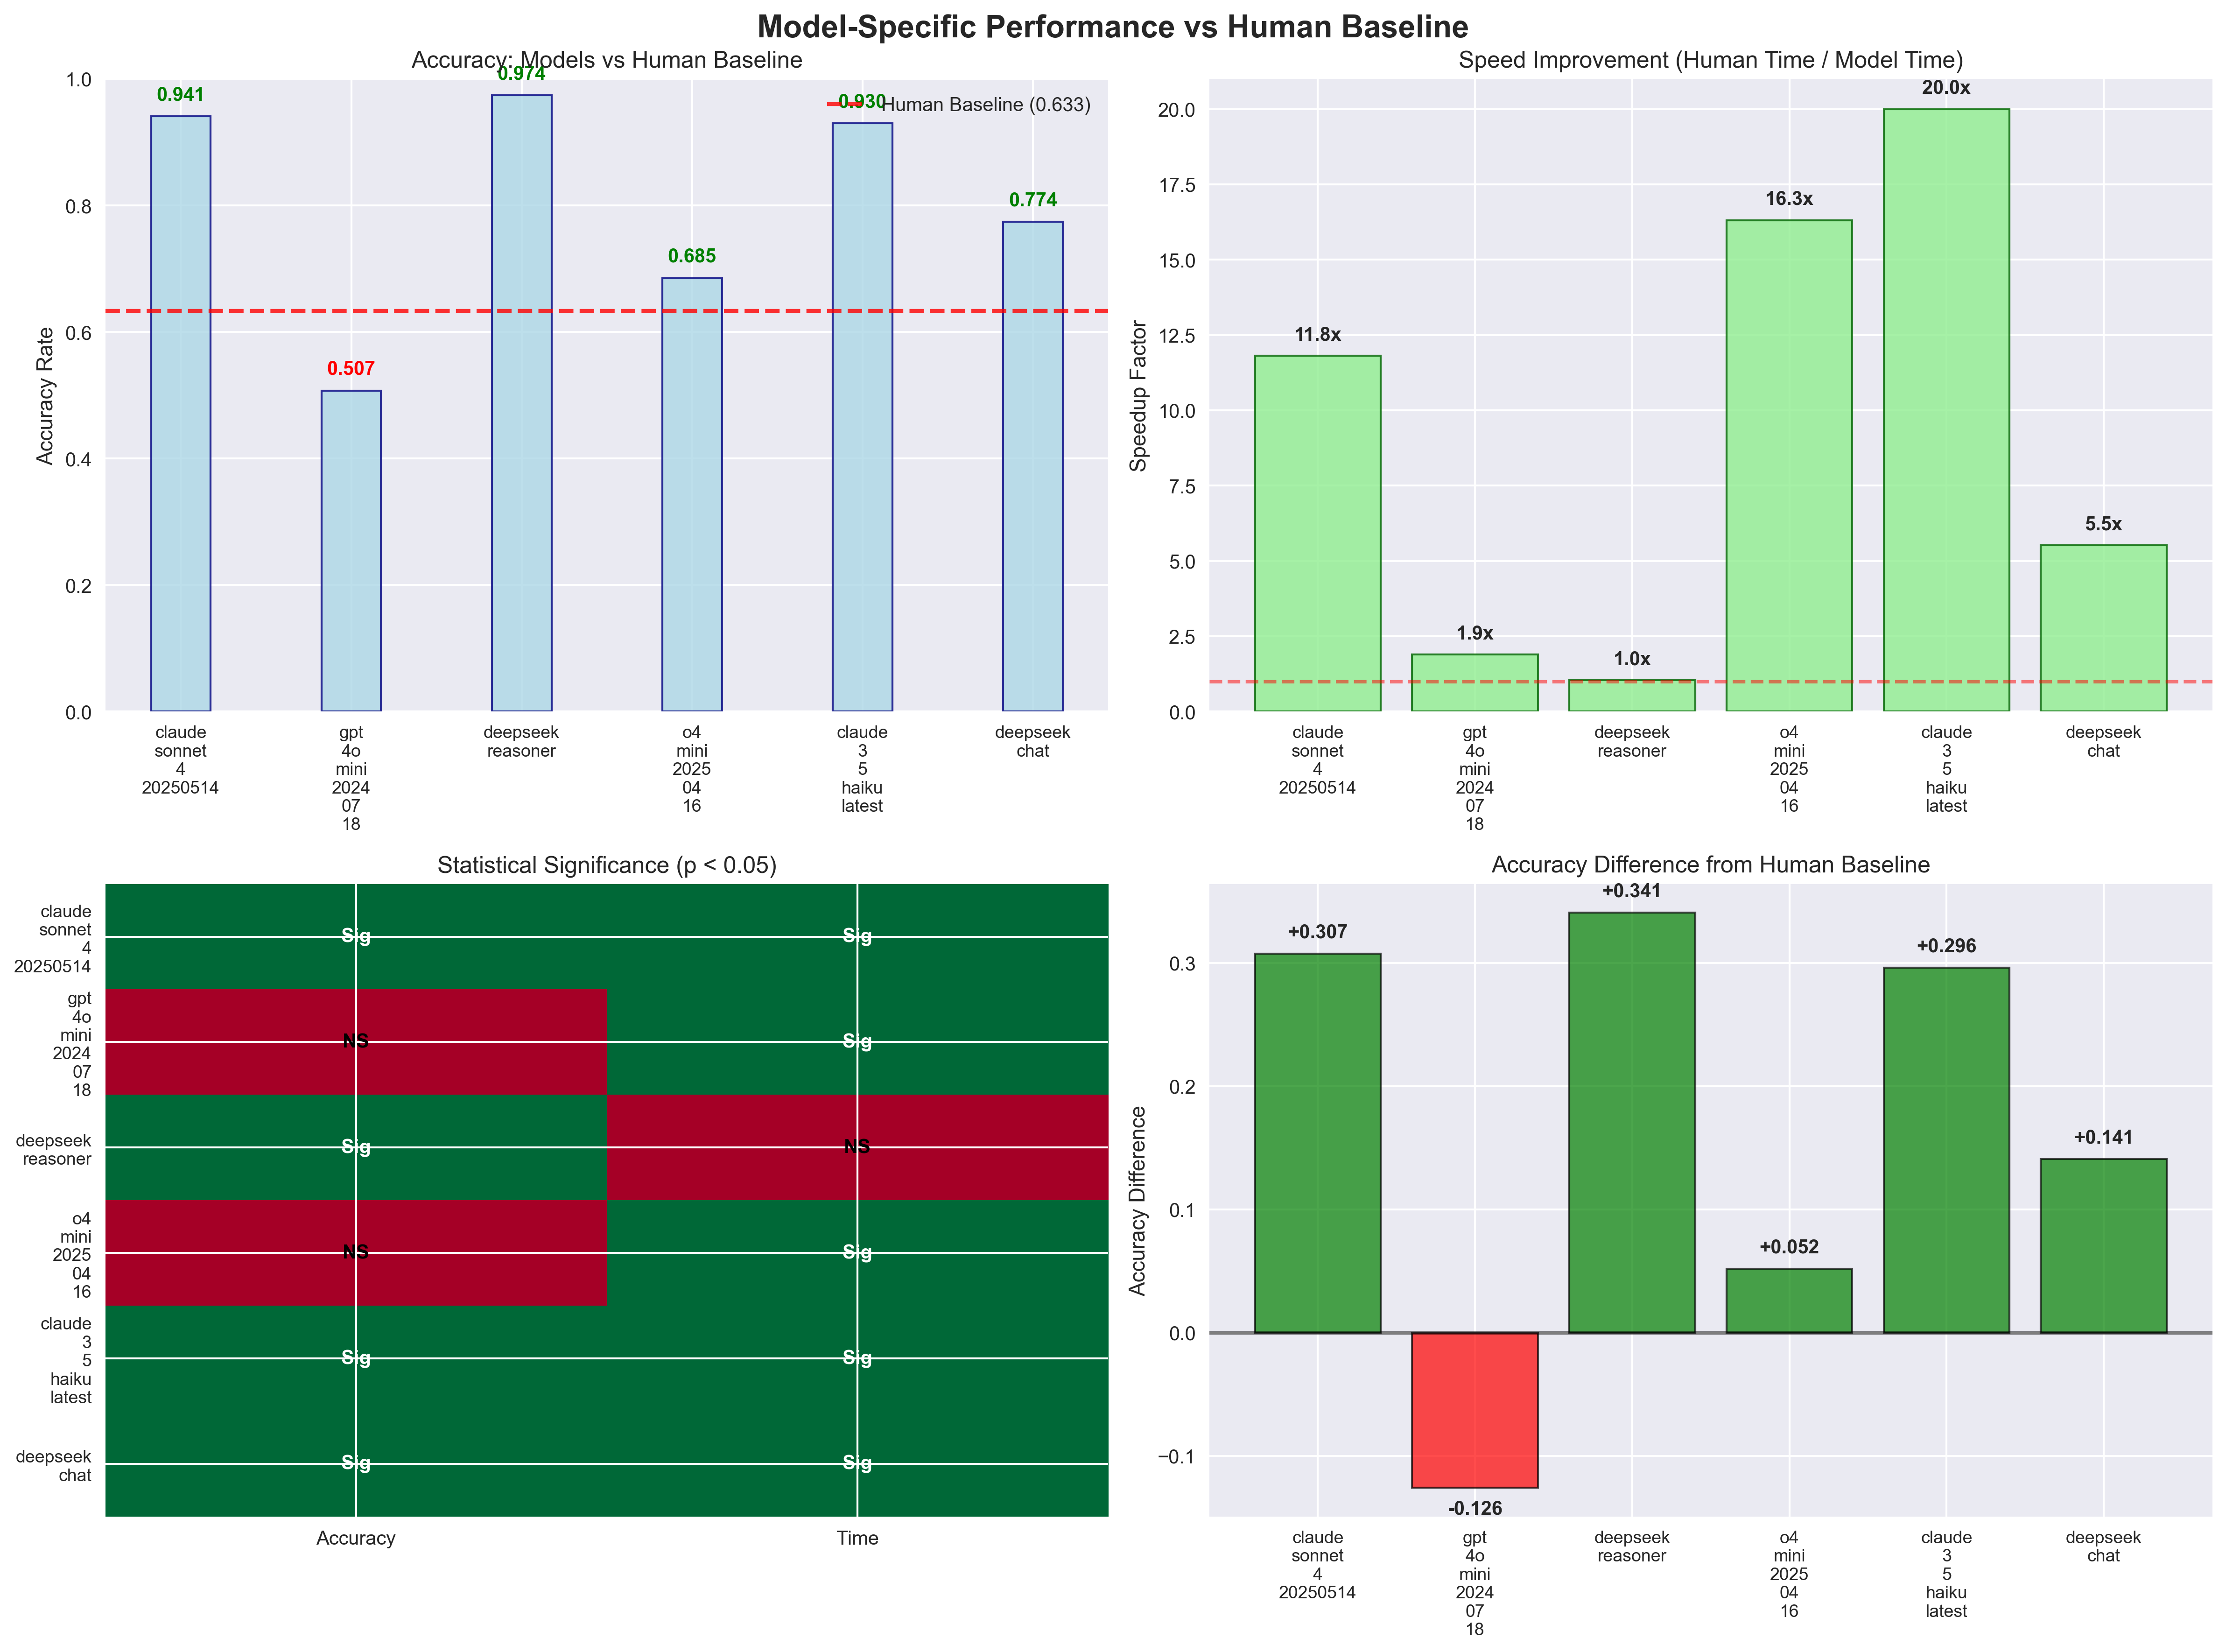 Model-Specific Performance vs Human Baseline
Accuracy: Models vs Human Baseline
Accuracy Rate
1.0
0.8
0.6
0.4
0.2
0.0
0.941
0.507
0.974
0.685
0.930
0.774
Human Baseline (0.633)
claude
sonnet
4
20250514
gpt
4o
mini
2024
07
18
deepseek
reasoner
o4
mini
2025
04
16
claude
3
5
haiku
latest
deepseek
chat
Speed Improvement (Human Time / Model Time)
Speedup Factor
20.0
17.5
15.0
12.5
10.0
7.5
5.0
2.5
0.0
11.8x
1.9x
1.0x
16.3x
20.0x
5.5x
claude
sonnet
4
20250514
gpt
4o
mini
2024
07
18
deepseek
reasoner
o4
mini
2025
04
16
claude
3
5
haiku
latest
deepseek
chat
Statistical Significance (p < 0.05)
claude
sonnet
4
20250514
Sig
Sig
gpt
4o
mini
2024
07
18
NS
Sig
deepseek
reasoner
Sig
NS
o4
mini
2025
04
16
NS
Sig
claude
3
5
haiku
latest
Sig
Sig
deepseek
chat
Sig
Sig
Accuracy
Time
Accuracy Difference from Human Baseline
Accuracy Difference
0.3
0.2
0.1
0.0
−0.1
+0.307
-0.126
+0.341
+0.052
+0.296
+0.141
claude
sonnet
4
20250514
gpt
4o
mini
2024
07
18
deepseek
reasoner
o4
mini
2025
04
16
claude
3
5
haiku
latest
deepseek
chat